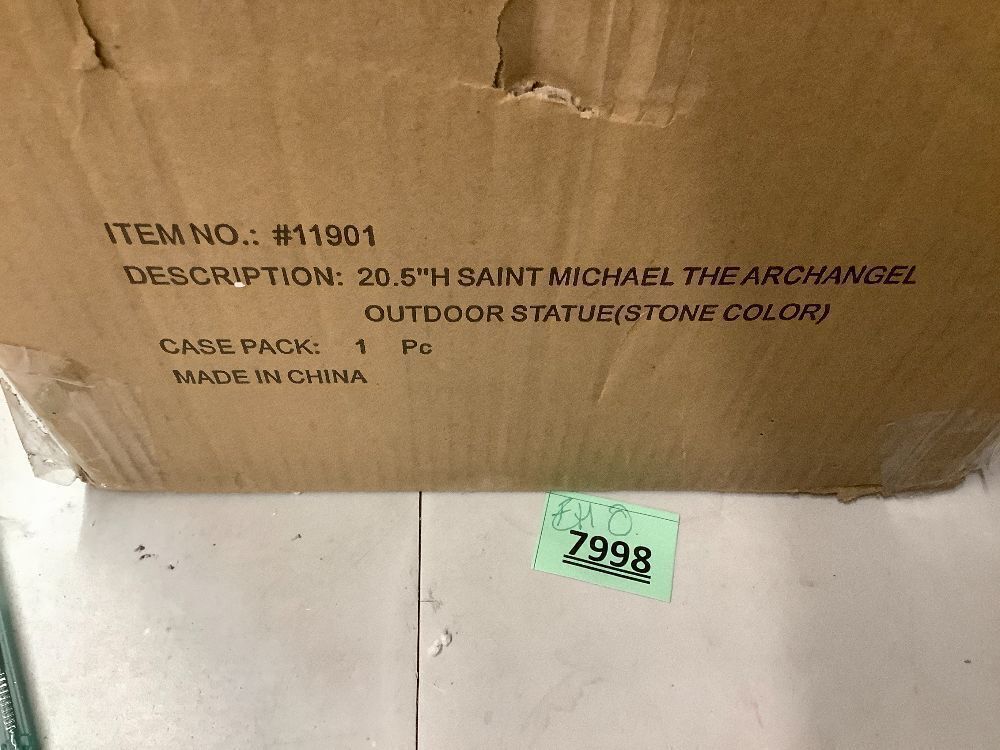 ITEM NO.: #11901
DESCRIPTION: 20.5"H SAINT MICHAEL THE ARCHANGEL
OUTDOOR STATUE(STONE COLOR)
CASE PACK: 1 Pc
MADE IN CHINA
7998